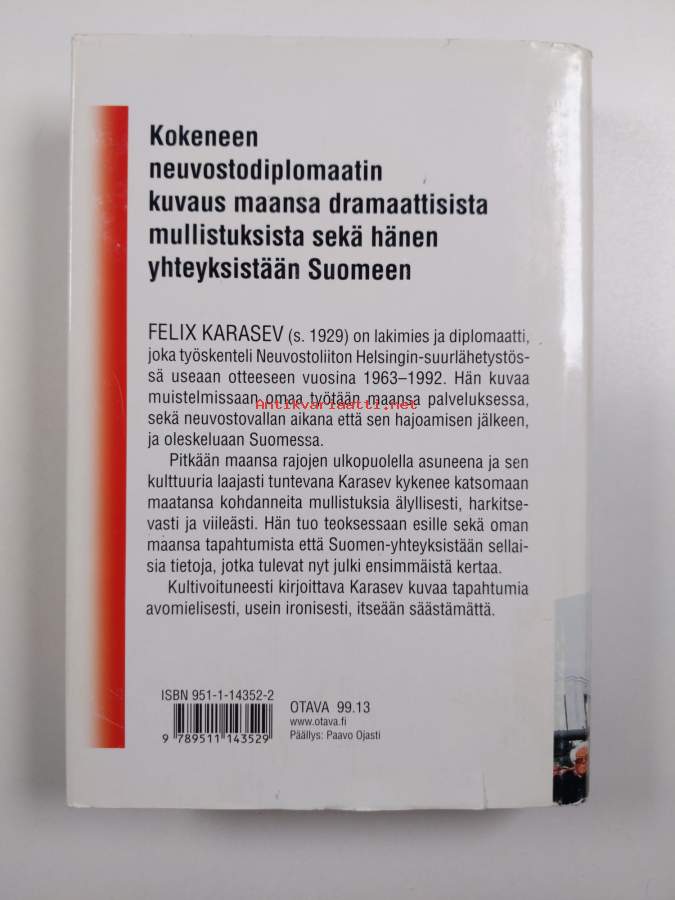 Kokeneen
neuvostodiplomaatin
kuvaus maansa dramaattisista
mullistuksista sekä hänen
yhteyksistään Suomeen
FELIX KARASEV (s. 1929) on lakimies ja diplomaatti,
joka työskenteli Neuvostoliiton Helsingin-suurlähetystös-
sä useaan otteeseen vuosina 1963–1992. Hän kuvaa
muistelmissaan omaa työtään maansa palveluksessa,
Antikvariaatti.net
sekä neuvostovallan aikana että sen hajoamisen jälkeen,
ja oleskeluaan Suomessa.
Pitkään maansa rajojen ulkopuolella asuneena ja sen
kulttuuria laajasti tuntevana Karasev kykenee katsomaan
maatansa kohdanneita mullistuksia älyllisesti, harkitse-
vasti ja viileästi. Hän tuo teoksessaan esille sekä oman
maansa tapahtumista että Suomen-yhteyksistään sellai-
sia tietoja, jotka tulevat nyt julki ensimmäistä kertaa.
Kultivoituneesti kirjoittava Karasev kuvaa tapahtumia
avomielisesti, usein ironisesti, itseään säästämättä.
ISBN 951-1-14352-2
9 789511 143529
OTAVA 99.13
www.otava.fi
Päällys: Paavo Ojasti